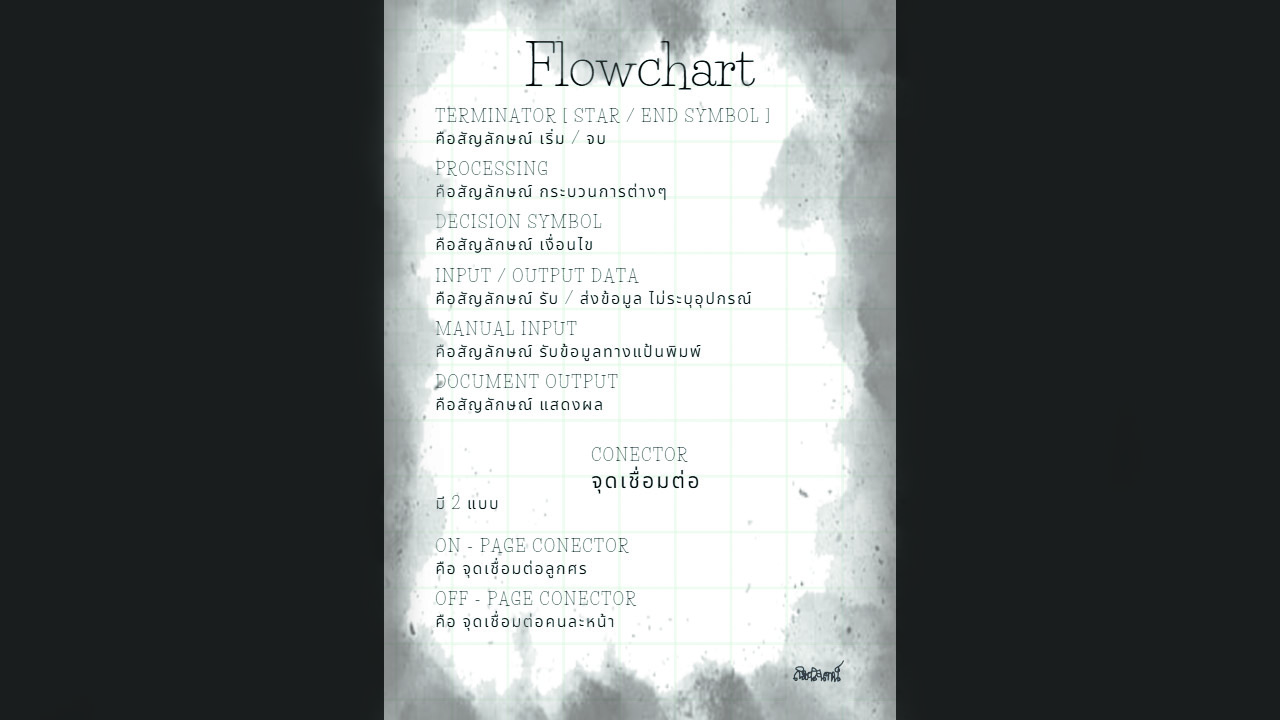 Flowchart
TERMINATOR [ STAR / END SYMBOL ]
คือสัญลักษณ์ เริ่ม / จบ
PROCESSING
คือสัญลักษณ์ กระบวนการต่างๆ
DECISION SYMBOL
คือสัญลักษณ์ เงื่อนไข
INPUT / OUTPUT DATA
คือสัญลักษณ์ รับ / ส่งข้อมูล ไม่ระบุอุปกรณ์
MANUAL INPUT
คือสัญลักษณ์ รับข้อมูลทางแป้นพิมพ์
DOCUMENT OUTPUT
คือสัญลักษณ์ แสดงผล
CONECTOR
จุดเชื่อมต่อ
มี 2 แบบ
ON - PAGE CONECTOR
คือ จุดเชื่อมต่อลูกศร
OFF - PAGE CONECTOR
คือ จุดเชื่อมต่อคนละหน้า